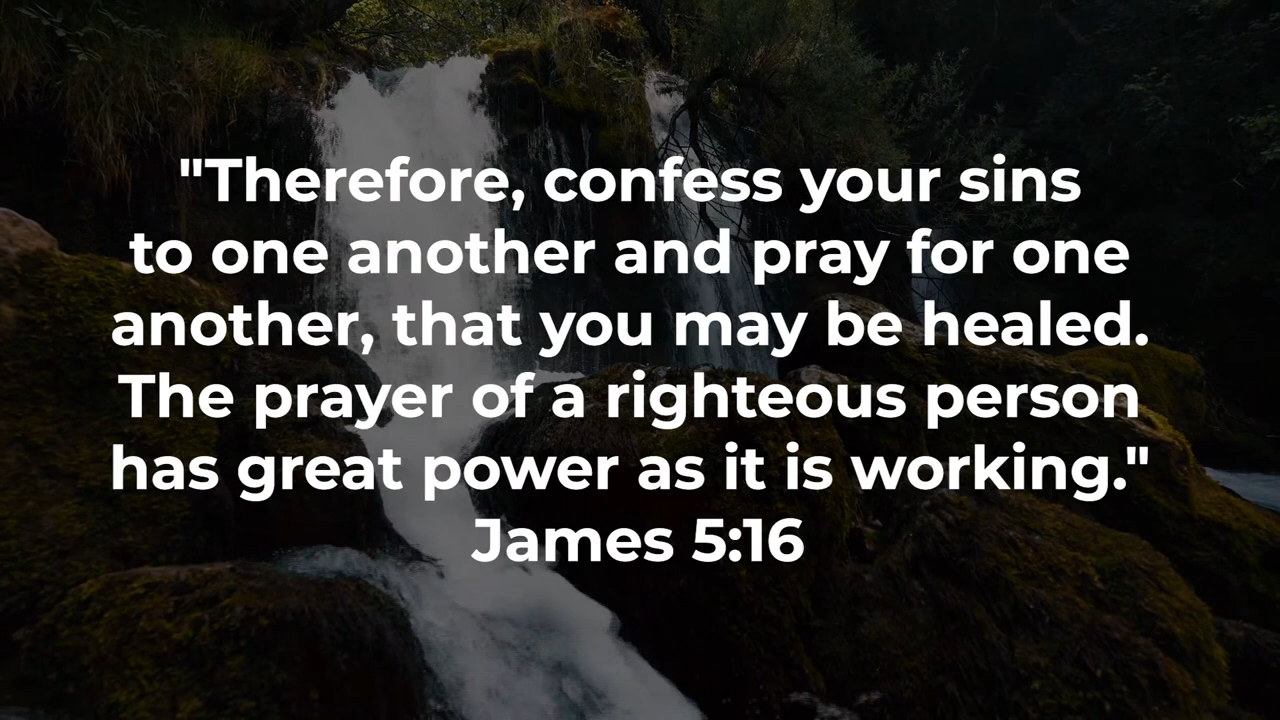 "Therefore, confess your sins
to one another and pray for one
another, that you may be healed.
The prayer of a righteous person
has great power as it is working."
James 5:16